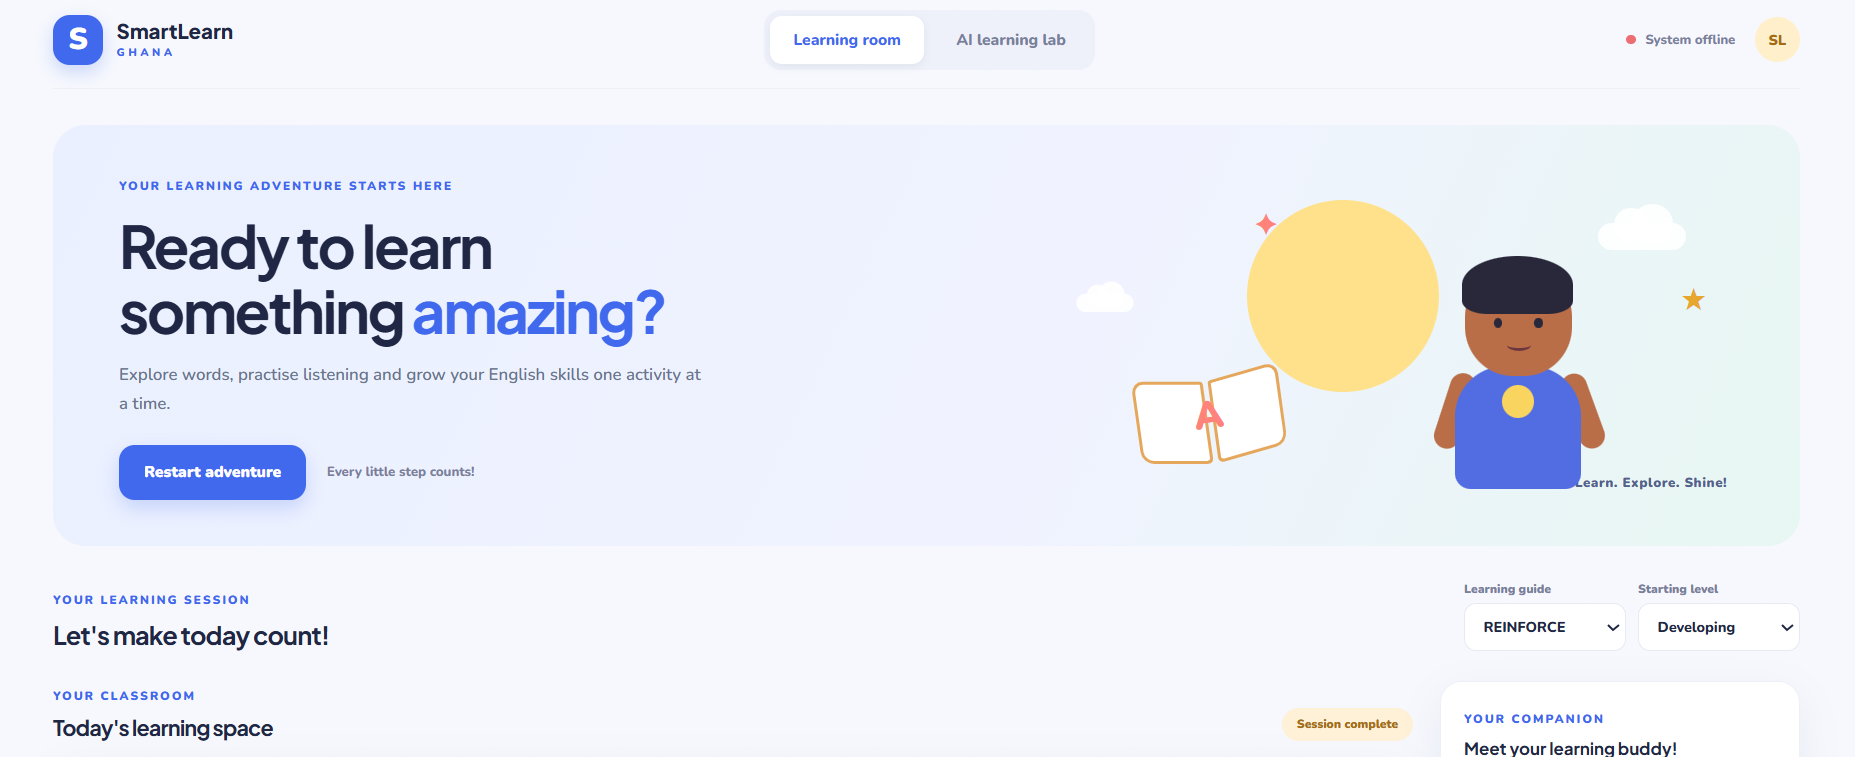 S
SmartLearn
GHANA
Learning room
AI learning lab
System offline
SL
YOUR LEARNING ADVENTURE STARTS HERE
Ready to learn
something amazing?
Explore words, practise listening and grow your English skills one activity at
a time.
Restart adventure
Every little step counts!
A
Learn. Explore. Shine!
YOUR LEARNING SESSION
Let's make today count!
Learning guide
Starting level
REINFORCE
Developing
YOUR CLASSROOM
Today's learning space
Session complete
YOUR COMPANION
Meet your learning buddy!